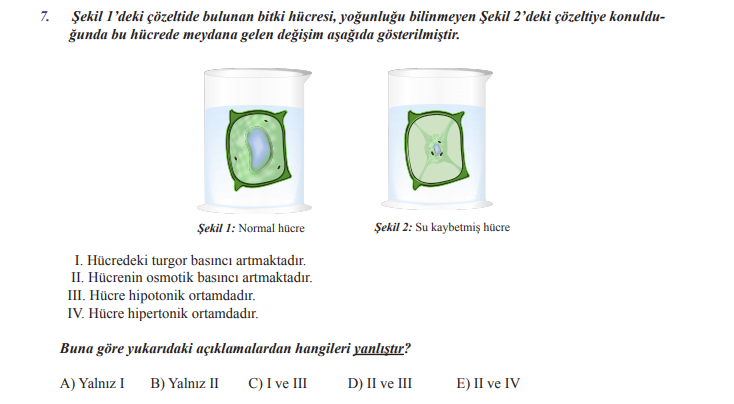 7. Şekil 1'deki çözeltide bulunan bitki hücresi, yoğunluğu bilinmeyen Şekil 2'deki çözeltiye konuldu-
ğunda bu hücrede meydana gelen değişim aşağıda gösterilmiştir.
Şekil 1: Normal hücre
Şekil 2: Su kaybetmiş hücre
I. Hücredeki turgor basıncı artmaktadır.
II. Hücrenin osmotik basıncı artmaktadır.
III. Hücre hipotonik ortamdadır.
IV. Hücre hipertonik ortamdadır.
Buna göre yukarıdaki açıklamalardan hangileri yanlıştır?
A) Yalnız I B) Yalnız II C) I ve III D) II ve III E) II ve IV